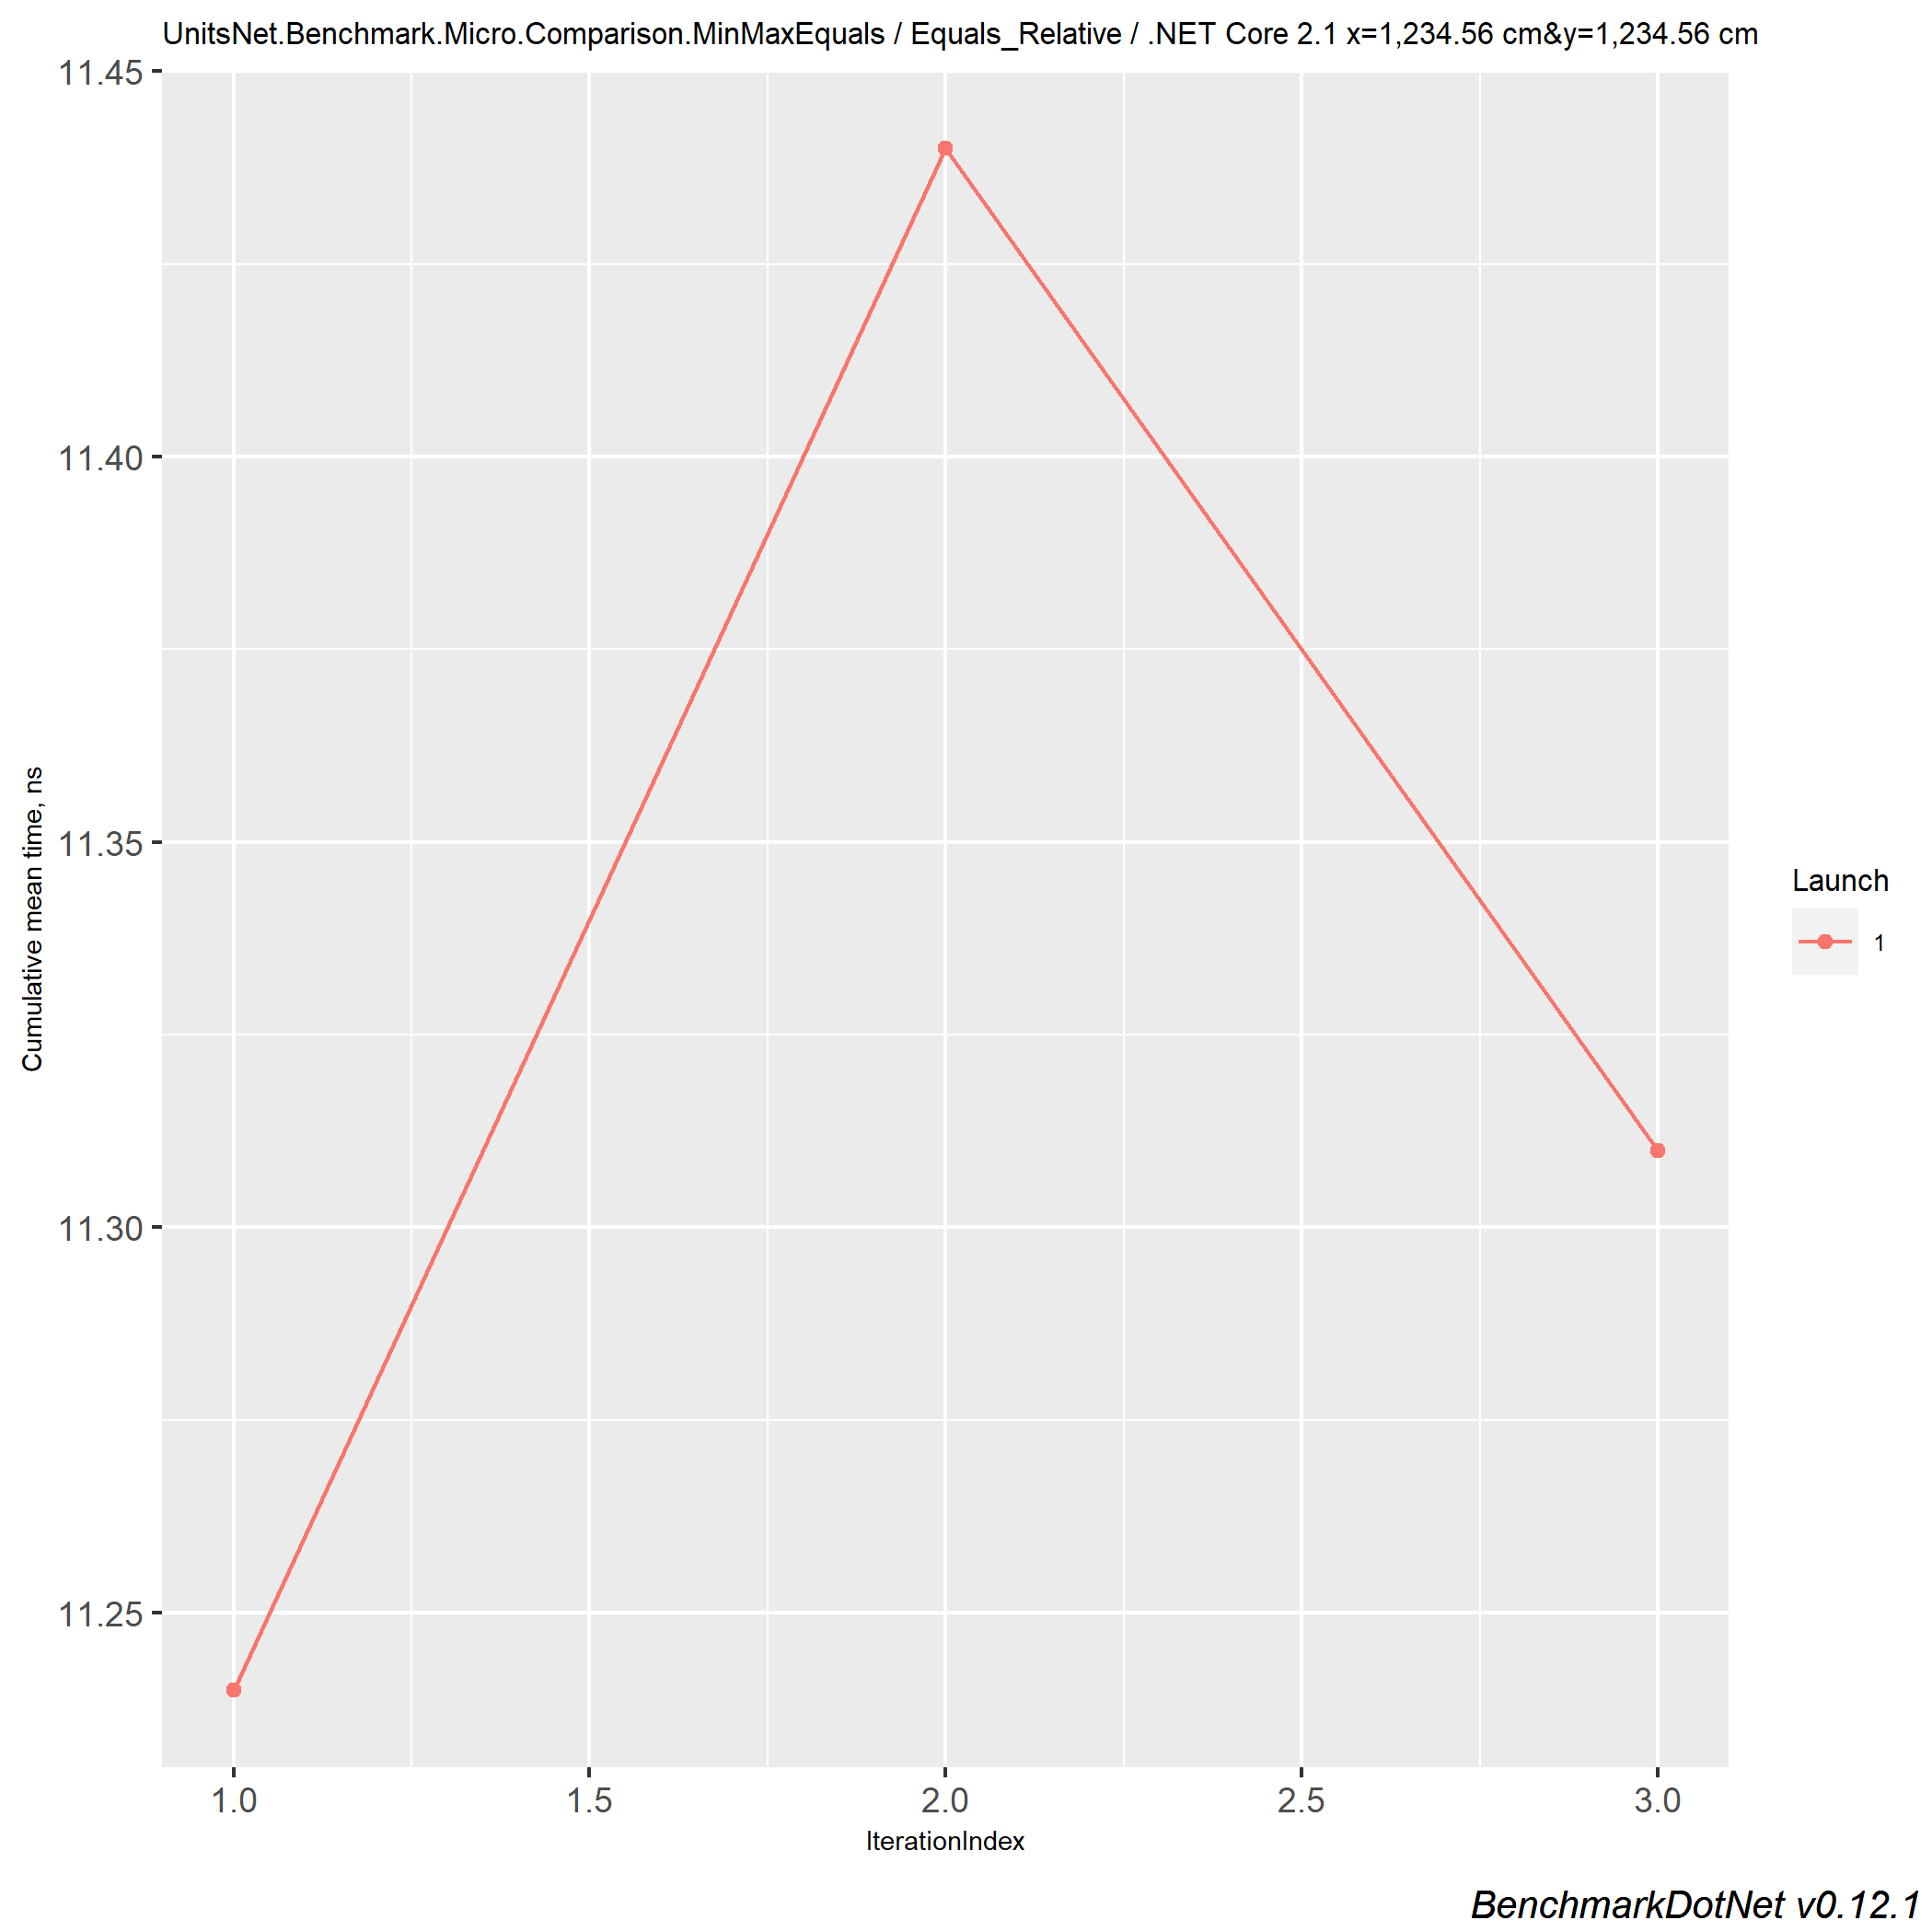 UnitsNet.Benchmark.Micro.Comparison.MinMaxEquals / Equals_Relative / .NET Core 2.1 x=1,234.56 cm&y=1,234.56 cm
11.45
11.40
11.35
11.30
11.25
Cumulative mean time, ns
1.0
1.5
2.0
2.5
3.0
IterationIndex
Launch
1
BenchmarkDotNet v0.12.1